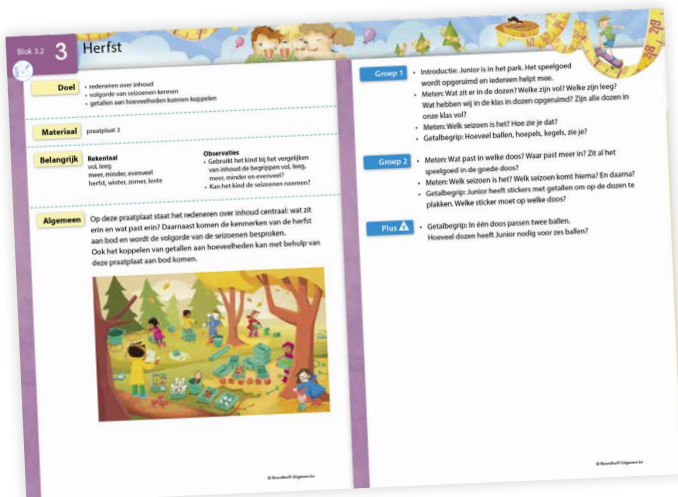 Blok 3.2
3
Herfst
Doel
• redeneren over inhoud
• volgorde van seizoenen kennen
• getallen aan hoeveelheden kunnen koppelen
Materiaal
praatplaat 3
Belangrijk
Rekentaal
vol, leeg
meer, minder, evenveel
herfst, winter, zomer, lente
Observaties
• Gebruikt het kind bij het vergelijken
van inhoud de begrippen vol, leeg,
meer, minder en evenveel?
• Kan het kind de seizoenen noemen?
Algemeen
Op deze praatplaat staat het redeneren over inhoud centraal: wat zit
erin en wat past erin? Daarnaast komen de kenmerken van de herfst
aan bod en wordt de volgorde van de seizoenen besproken.
Ook het koppelen van getallen aan hoeveelheden kan met behulp van
deze praatplaat aan bod komen.
© Noordhoff Uitgevers bv
Groep 1
• Introductie: Junior is in het park. Het speelgoed
wordt opgeruimd en iedereen helpt mee.
• Meten: Wat zit er in de dozen? Welke zijn vol? Welke zijn leeg?
Wat hebben wij in de klas in dozen opgeruimd? Zijn alle dozen in
onze klas vol?
• Meten: Welk seizoen is het? Hoe zie je dat?
• Getalbegrip: Hoeveel ballen, hoepels, kegels, zie je?
Groep 2
• Meten: Wat past in welke doos? Waar past meer in? Zit al het
speelgoed in de goede doos?
• Meten: Welk seizoen is het? Welk seizoen komt hierna? En daarna?
• Getalbegrip: Junior heeft stickers met getallen om op de dozen te
plakken. Welke sticker moet op welke doos?
Plus
• Getalbegrip: In één doos passen twee ballen.
Hoeveel dozen heeft Junior nodig voor zes ballen?
© Noordhoff Uitgevers bv